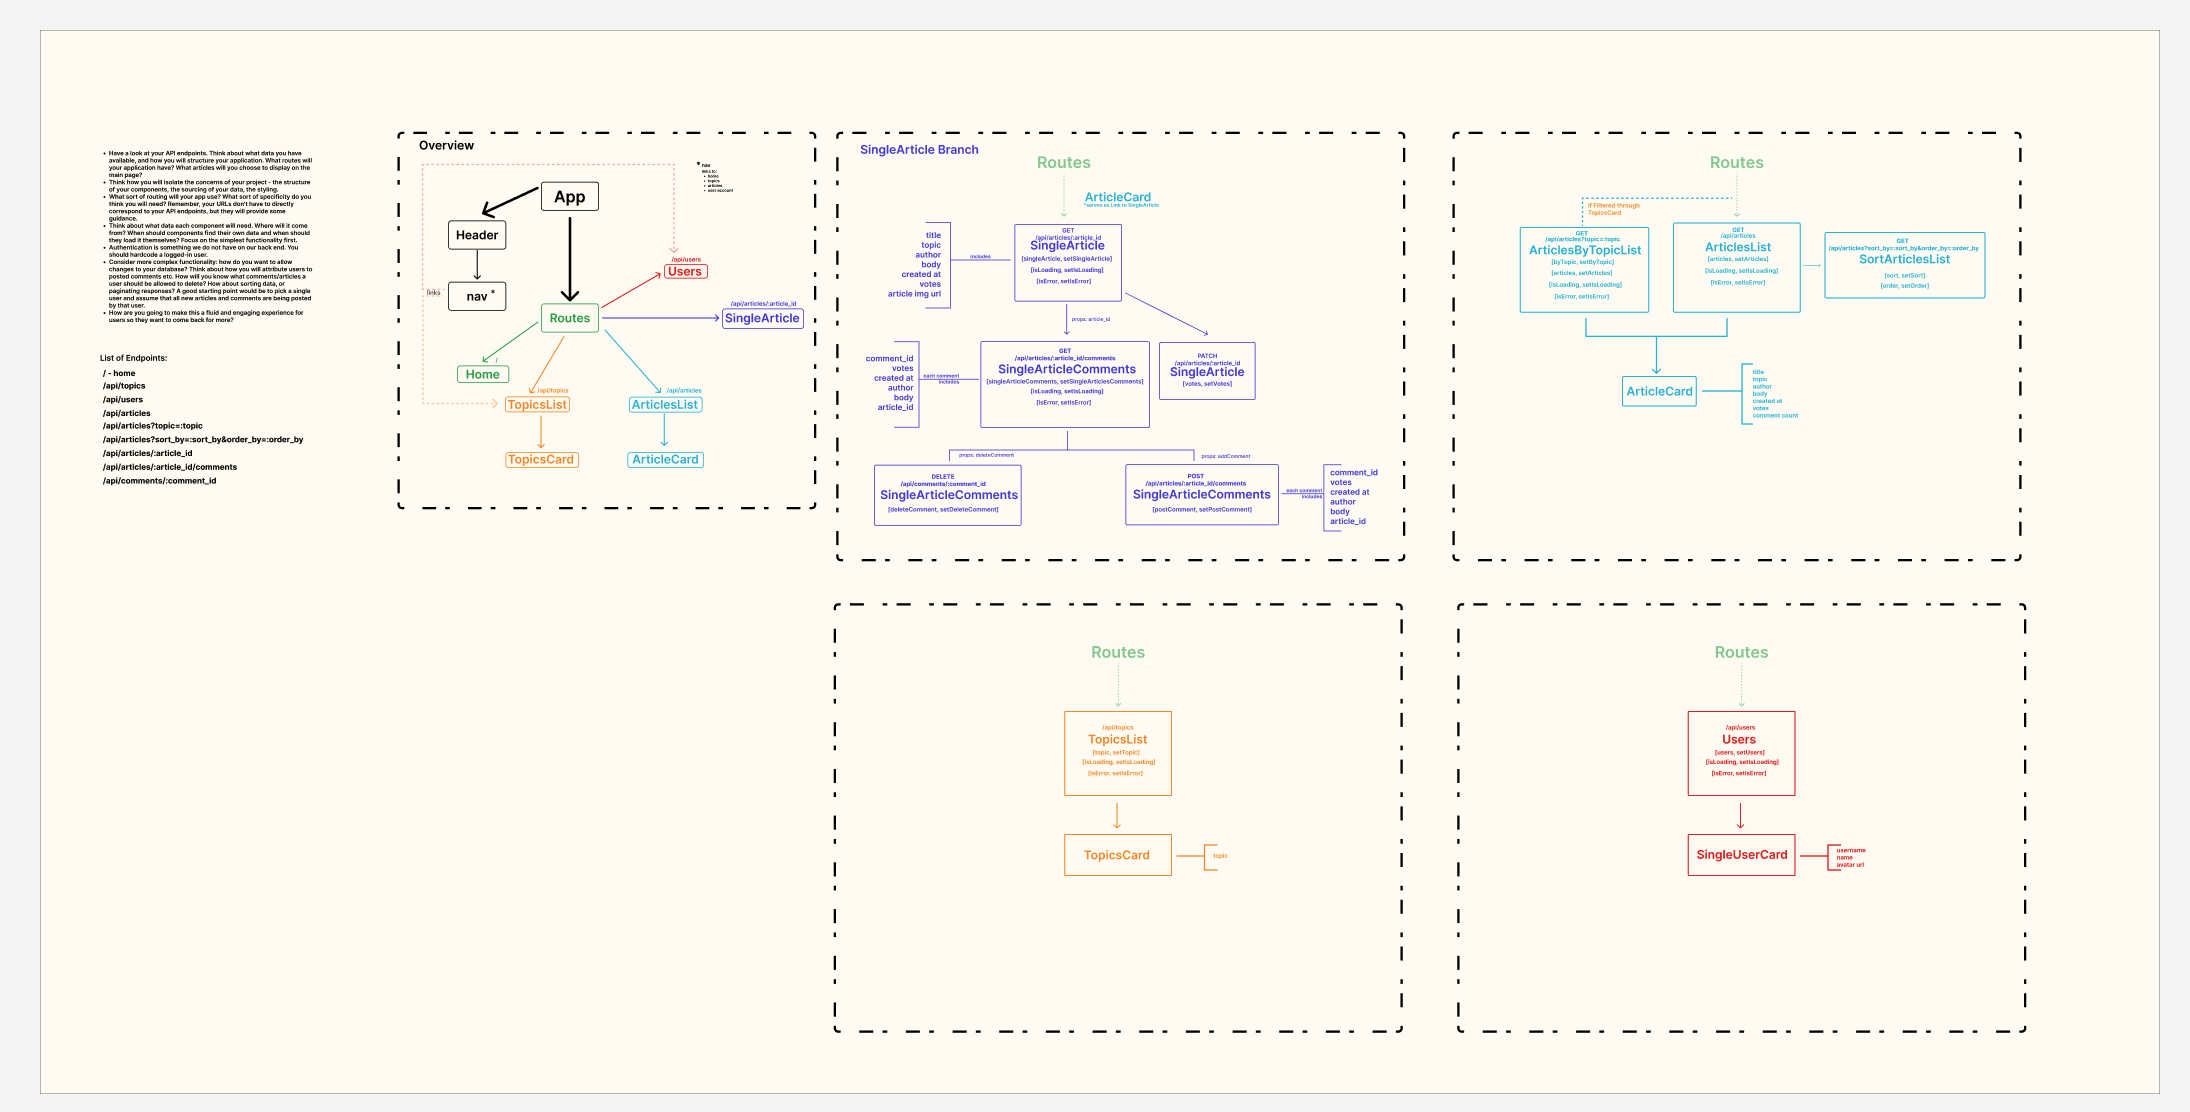 • Have a look at your API endpoints. Think about what data you have
available, and how you will structure your application. What routes will
your application have? What articles will you choose to display on the
main page?
• Think how you will isolate the concerns of your project - the structure
of your components, the sourcing of your data, the styling.
• What sort of routing will your app use? What sort of specificity do you
think you will need? Remember, your URLs don't have to directly
correspond to your API endpoints, but they will provide some
guidance.
• Think about what data each component will need. Where will it come
from? When should components find their own data and when should
they load it themselves? Focus on the simplest functionality first.
• Authentication is something we do not have on our back end. You
should hardcode a logged-in user.
• Consider more complex functionality: how do you want to allow
changes to your database? Think about how you will attribute users to
posted comments etc. How will you know what comments/articles a
user should be allowed to delete? How about sorting data, or
paginating responses? A good starting point would be to pick a single
user and assume that all new articles and comments are being posted
by that user.
• How are you going to make this a fluid and engaging experience for
users so they want to come back for more?
List of Endpoints:
/ - home
/api/topics
/api/users
/api/articles
/api/articles?topic=:topic
/api/articles?sort_by=:sort_by&order_by=:order_by
/api/articles/:article_id
/api/articles/:article_id/comments
/api/comments/:comment_id
Overview
* nav
links to:
• home
• topics
• articles
• user account
App
Header
nav *
links
Routes
/api/users
Users
/api/articles/:article_id
SingleArticle
/
Home
/api/topics
TopicsList
/api/articles
ArticlesList
TopicsCard
ArticleCard
SingleArticle Branch
Routes
ArticleCard
*serves as Link to SingleArticle
title
topic
author
body
created at
votes
article img url
includes
GET
/api/articles/:article_id
SingleArticle
[singleArticle, setSingleArticle]
[isLoading, setIsLoading]
[isError, setIsError]
props: article_id
comment_id
votes
created at
author
body
article_id
each comment
includes
GET
/api/articles/:article_id/comments
SingleArticleComments
[singleArticleComments, setSingleArticlesComments]
[isLoading, setIsLoading]
[isError, setIsError]
PATCH
/api/articles/:article_id
SingleArticle
[votes, setVotes]
props: deleteComment
props: addComment
DELETE
/api/comments/:comment_id
SingleArticleComments
[deleteComment, setDeleteComment]
POST
/api/articles/:article_id/comments
SingleArticleComments
[postComment, setPostComment]
each comment
includes
comment_id
votes
created at
author
body
article_id
Routes
if Filtered through
TopicsCard
GET
/api/articles?topic=:topic
ArticlesByTopicList
[byTopic, setByTopic]
[articles, setArticles]
[isLoading, setIsLoading]
[isError, setIsError]
GET
/api/articles
ArticlesList
[articles, setArticles]
[isLoading, setIsLoading]
[isError, setIsError]
GET
/api/articles?sort_by=:sort_by&order_by=:order_by
SortArticlesList
[sort, setSort]
[order, setOrder]
ArticleCard
title
topic
author
body
created at
votes
comment count
Routes
/api/topics
TopicsList
[topic, setTopic]
[isLoading, setIsLoading]
[isError, setIsError]
TopicsCard
topic
Routes
/api/users
Users
[users, setUsers]
[isLoading, setIsLoading]
[isError, setIsError]
SingleUserCard
username
name
avatar url